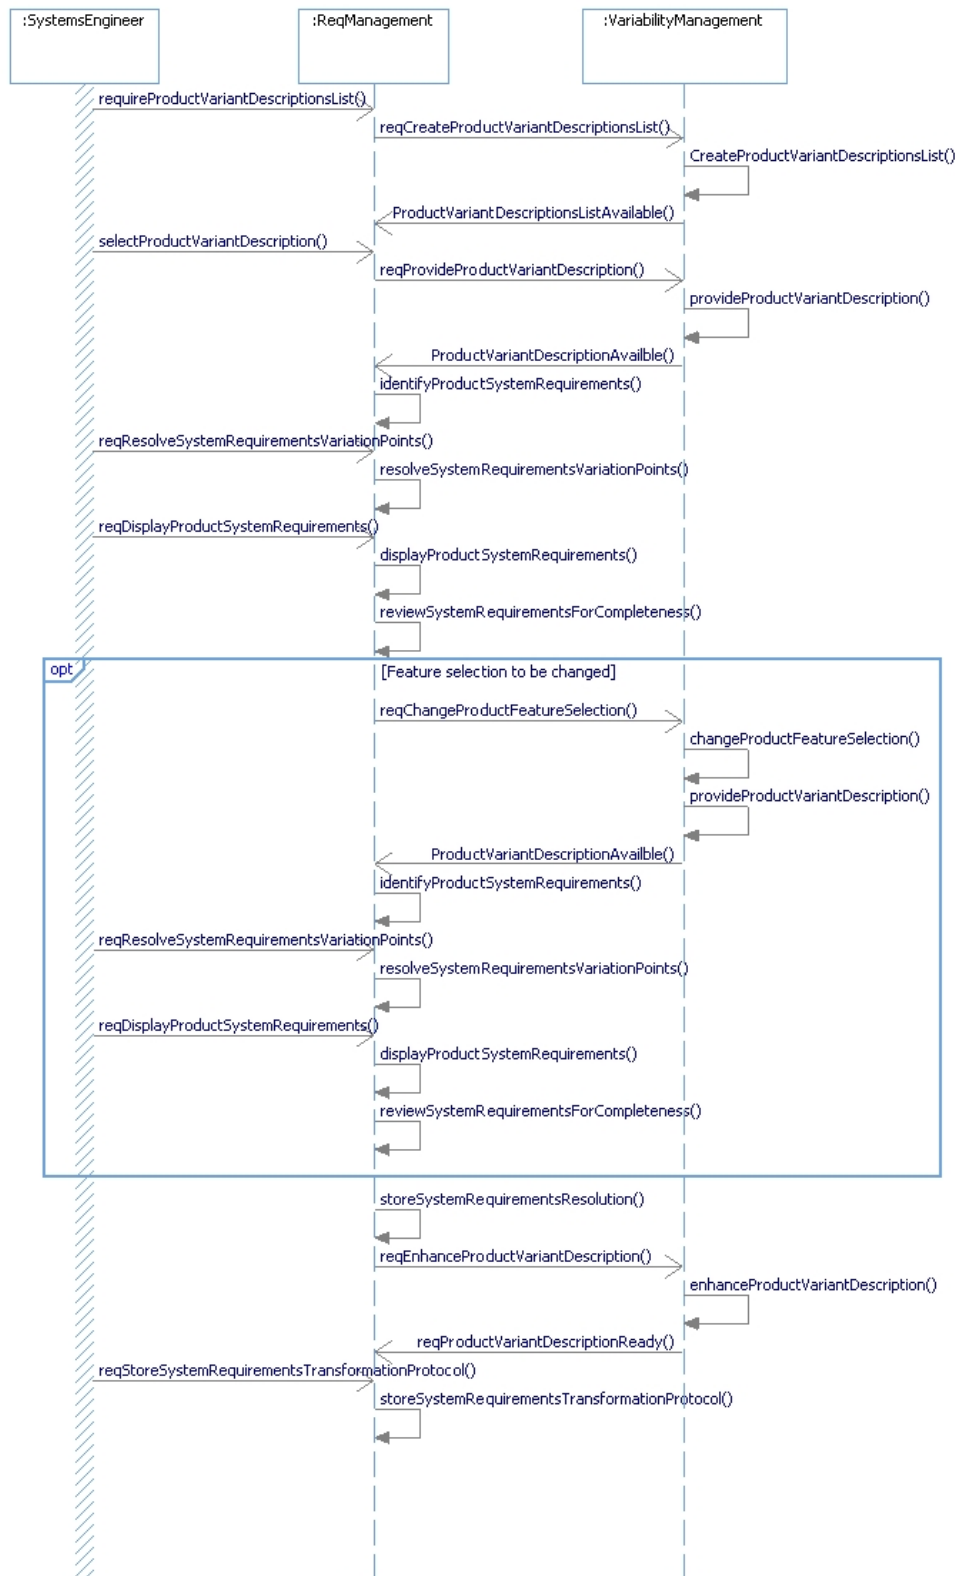 :SystemsEngineer
:ReqManagement
:VariabilityManagement
requireProductVariantDescriptionsList()
reqCreateProductVariantDescriptionsList()
CreateProductVariantDescriptionsList()
ProductVariantDescriptionsListAvailable()
selectProductVariantDescription()
reqProvideProductVariantDescription()
provideProductVariantDescription()
ProductVariantDescriptionAvailble()
identifyProductSystemRequirements()
reqResolveSystemRequirementsVariationPoints()
resolveSystemRequirementsVariationPoints()
reqDisplayProductSystemRequirements()
displayProductSystemRequirements()
reviewSystemRequirementsForCompleteness()
opt
[Feature selection to be changed]
reqChangeProductFeatureSelection()
changeProductFeatureSelection()
provideProductVariantDescription()
ProductVariantDescriptionAvailble()
identifyProductSystemRequirements()
reqResolveSystemRequirementsVariationPoints()
resolveSystemRequirementsVariationPoints()
reqDisplayProductSystemRequirements()
displayProductSystemRequirements()
reviewSystemRequirementsForCompleteness()
storeSystemRequirementsResolution()
reqEnhanceProductVariantDescription()
enhanceProductVariantDescription()
reqProductVariantDescriptionReady()
reqStoreSystemRequirementsTransformationProtocol()
storeSystemRequirementsTransformationProtocol()